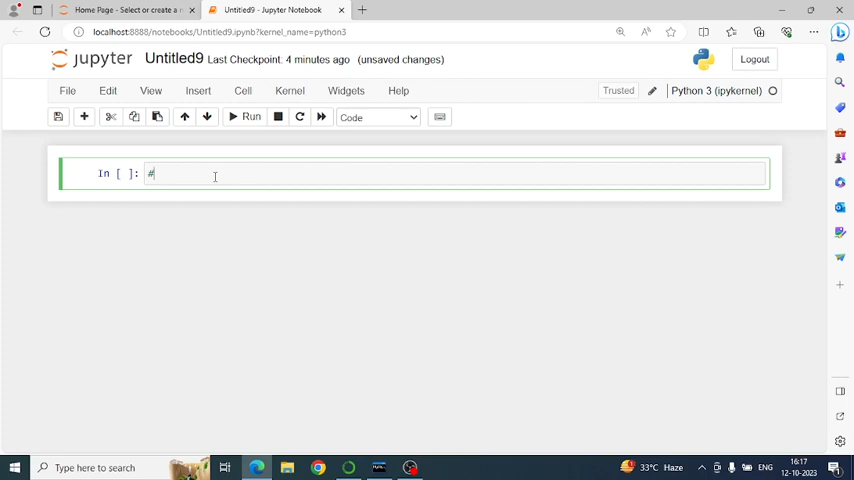 Home Page - Select or create a n
Untitled9 - Jupyter Notebook
localhost:8888/notebooks/Untitled9.ipynb?kernel_name=python3
jupyter Untitled9 Last Checkpoint: 4 minutes ago (unsaved changes)
Logout
File Edit View Insert Cell Kernel Widgets Help
Trusted Python 3 (ipykernel)
Run Code
In [ ]: #
Type here to search
33°C Haze
ENG
16:17
12-10-2023